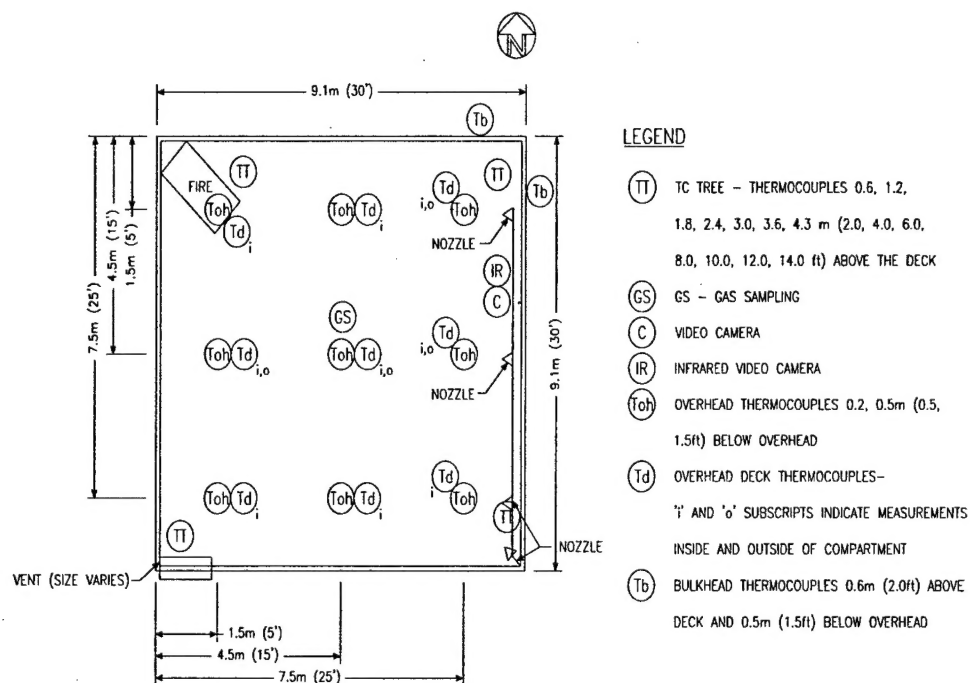 N
9.1m (30')
Tb
TT
TT
Tb
FIRE
Toh
Toh Td i
Td i,o
Toh
Td i
NOZZLE
IR
C
GS
Td i,o
Toh Td i,o
Toh Td i,o
Toh
NOZZLE
7.5m (25')
4.5m (15')
1.5m (5')
9.1m (30')
Td i
Toh Td i
Toh Td i
Toh
TT
TT
NOZZLE
VENT (SIZE VARIES)
1.5m (5')
4.5m (15')
7.5m (25')
LEGEND
TT TC TREE – THERMOCOUPLES 0.6, 1.2,
1.8, 2.4, 3.0, 3.6, 4.3 m (2.0, 4.0, 6.0,
8.0, 10.0, 12.0, 14.0 ft) ABOVE THE DECK
GS GS – GAS SAMPLING
C VIDEO CAMERA
IR INFRARED VIDEO CAMERA
Toh OVERHEAD THERMOCOUPLES 0.2, 0.5m (0.5,
1.5ft) BELOW OVERHEAD
Td OVERHEAD DECK THERMOCOUPLES–
'i' AND 'o' SUBSCRIPTS INDICATE MEASUREMENTS
INSIDE AND OUTSIDE OF COMPARTMENT
Tb BULKHEAD THERMOCOUPLES 0.6m (2.0ft) ABOVE
DECK AND 0.5m (1.5ft) BELOW OVERHEAD